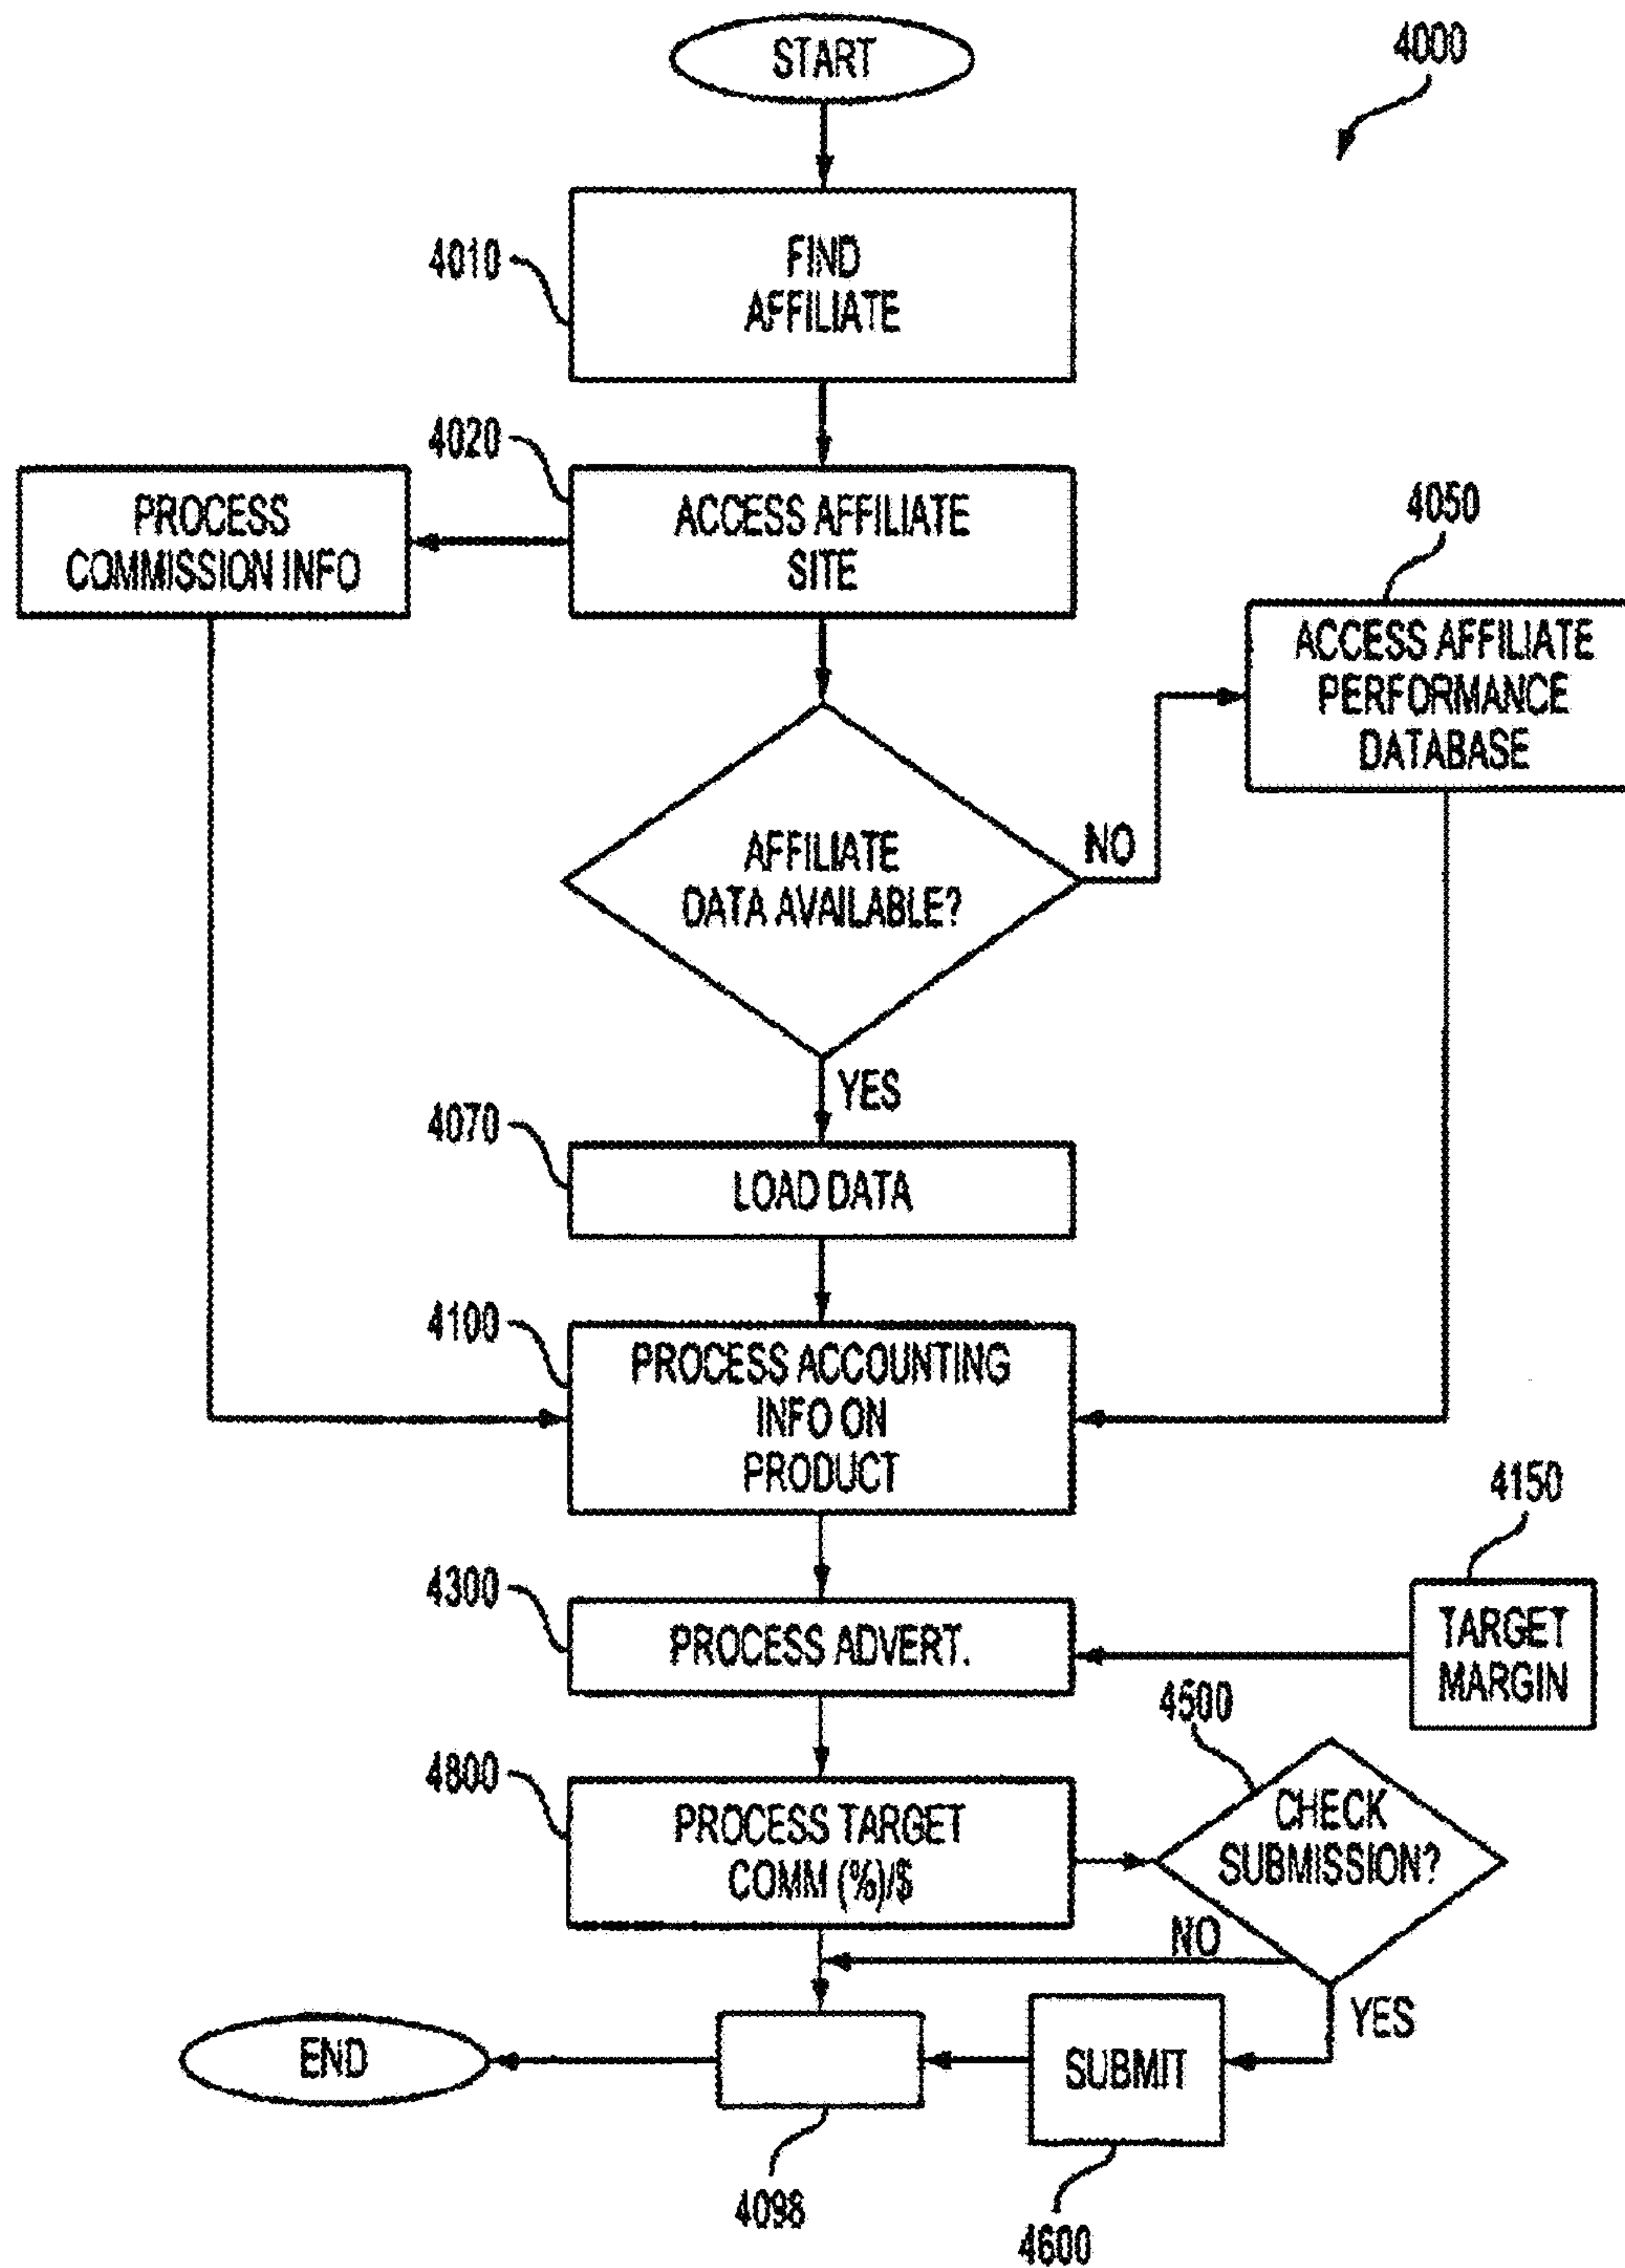 START
4000
4010
FIND
AFFILIATE
4020
PROCESS
COMMISSION INFO
ACCESS AFFILIATE
SITE
4050
ACCESS AFFILIATE
PERFORMANCE
DATABASE
AFFILIATE
DATA AVAILABLE?
NO
YES
4070
LOAD DATA
4100
PROCESS ACCOUNTING
INFO ON
PRODUCT
4150
TARGET
MARGIN
4300
PROCESS ADVERT.
4500
4800
PROCESS TARGET
COMM (%)/$
CHECK
SUBMISSION?
NO
YES
END
SUBMIT
4098
4600